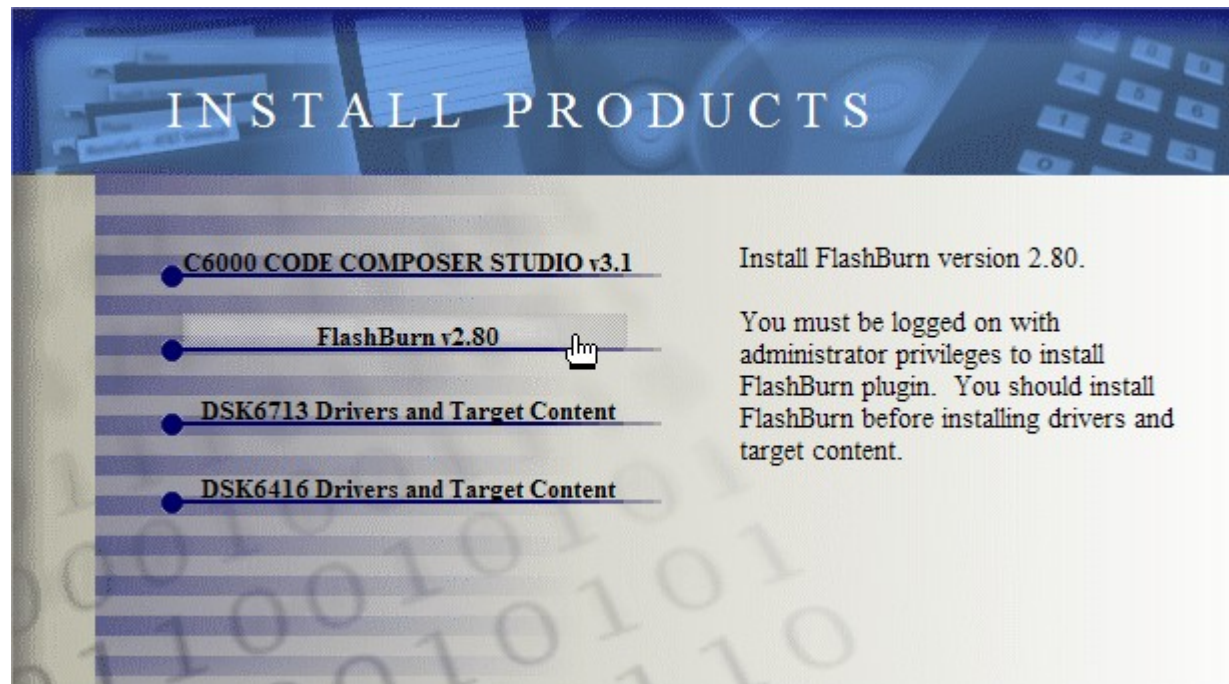 INSTALL PRODUCTS
C6000 CODE COMPOSER STUDIO v3.1
FlashBurn v2.80
DSK6713 Drivers and Target Content
DSK6416 Drivers and Target Content
Install FlashBurn version 2.80.
You must be logged on with
administrator privileges to install
FlashBurn plugin. You should install
FlashBurn before installing drivers and
target content.